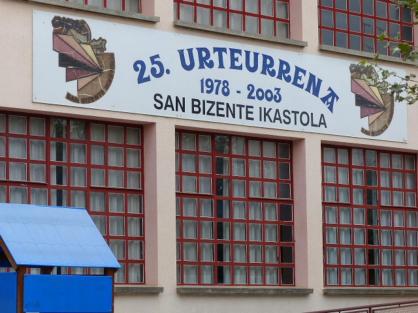 25. URTEURRENA
1978 - 2003
SAN BIZENTE IKASTOLA